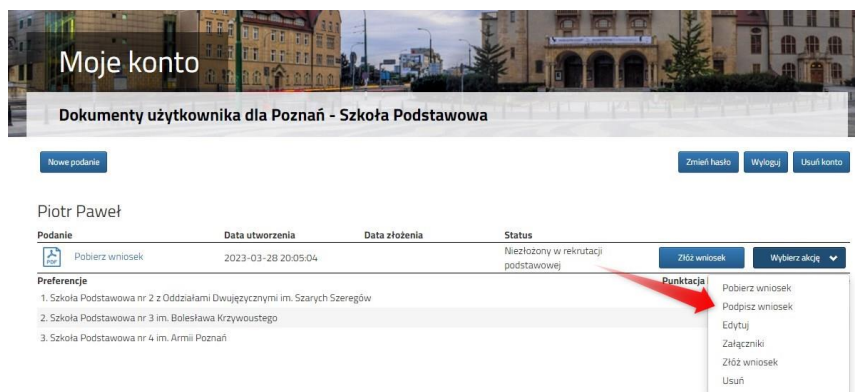 Moje konto
Dokumenty użytkownika dla Poznań - Szkoła Podstawowa
Nowe podanie
Zmień hasło
Wyloguj
Usuń konto
Piotr Paweł
Podanie Data utworzenia Data złożenia Status
PDF Pobierz wniosek 2023-03-28 20:05:04 Niezłożony w rekrutacji podstawowej
Złóż wniosek
Wybierz akcję
Preferencje Punktacja
1. Szkoła Podstawowa nr 2 z Oddziałami Dwujęzycznymi im. Szarych Szeregów
2. Szkoła Podstawowa nr 3 im. Bolesława Krzywoustego
3. Szkoła Podstawowa nr 4 im. Armii Poznań
Pobierz wniosek
Podpisz wniosek
Edytuj
Załączniki
Złóż wniosek
Usuń